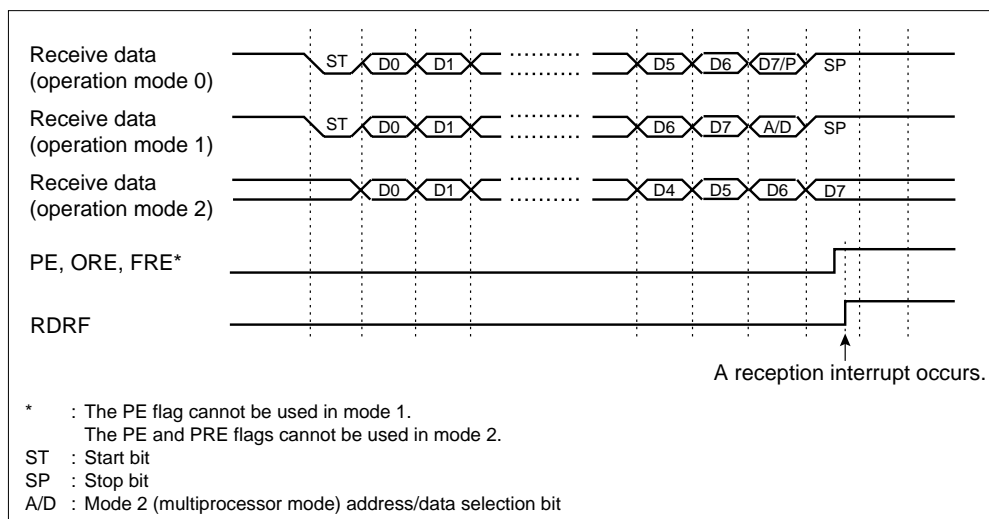 Receive data
(operation mode 0)
ST D0 D1 ............ D5 D6 D7/P SP
Receive data
(operation mode 1)
ST D0 D1 ............ D6 D7 A/D SP
Receive data
(operation mode 2)
D0 D1 ............ D4 D5 D6 D7
PE, ORE, FRE*
RDRF
A reception interrupt occurs.
* : The PE flag cannot be used in mode 1.
The PE and PRE flags cannot be used in mode 2.
ST : Start bit
SP : Stop bit
A/D : Mode 2 (multiprocessor mode) address/data selection bit